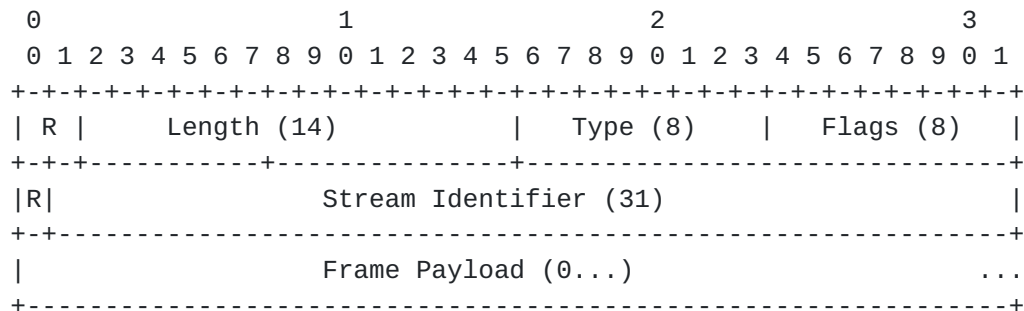 0                   1                   2                   3
 0 1 2 3 4 5 6 7 8 9 0 1 2 3 4 5 6 7 8 9 0 1 2 3 4 5 6 7 8 9 0 1
+-+-+-+-+-+-+-+-+-+-+-+-+-+-+-+-+-+-+-+-+-+-+-+-+-+-+-+-+-+-+-+-+
| R |     Length (14)           |   Type (8)    |   Flags (8)   |
+-+-+-----------+---------------+-------------------------------+
|R|                 Stream Identifier (31)                      |
+-+-------------------------------------------------------------+
|                   Frame Payload (0...)                      ...
+---------------------------------------------------------------+